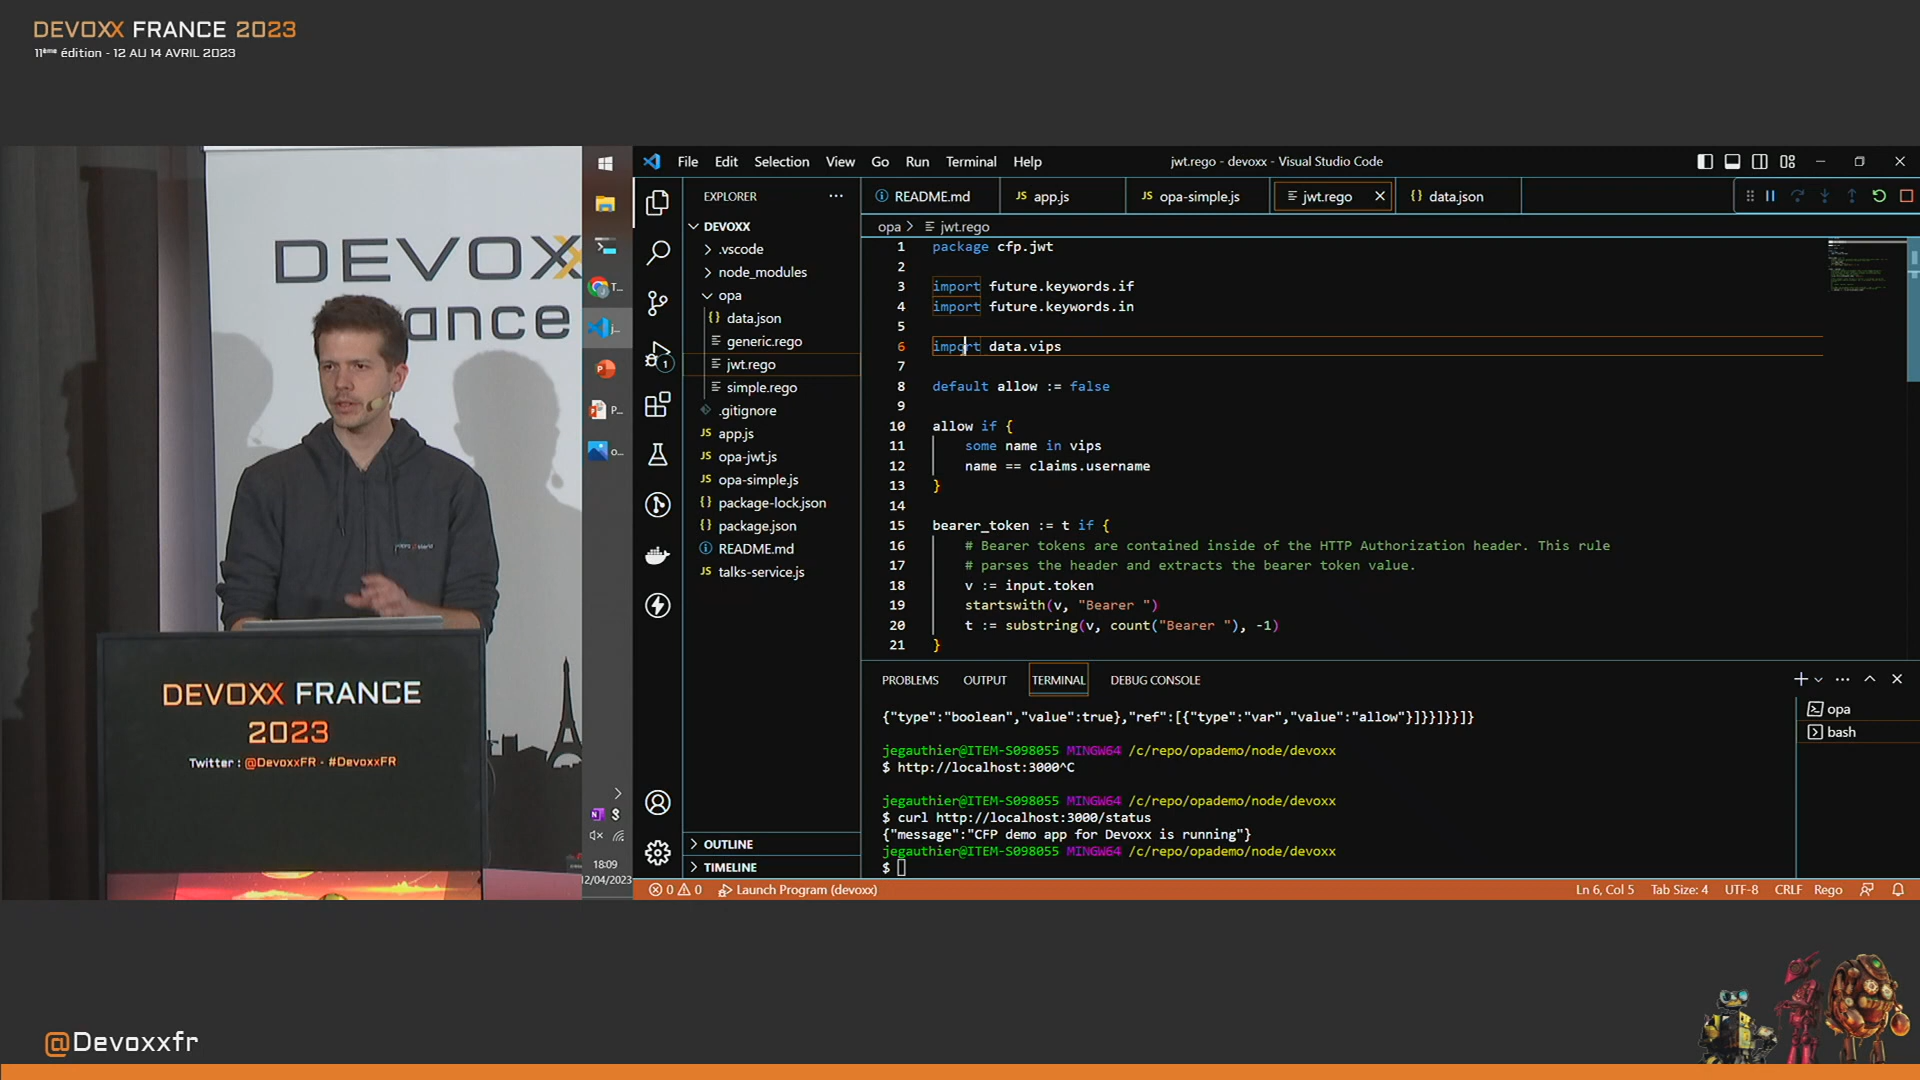 DEVOXX FRANCE 2023
11ème édition - 12 AU 14 AVRIL 2023
DEVOXX
ance
DEVOXX FRANCE
2023
Twitter : @DevoxxFR - #DevoxxFR
T...
j...
P...
o...
18:09
12/04/2023
File Edit Selection View Go Run Terminal Help
jwt.rego - devoxx - Visual Studio Code
EXPLORER
DEVOXX
.vscode
node_modules
opa
data.json
generic.rego
jwt.rego
simple.rego
.gitignore
JS app.js
JS opa-jwt.js
JS opa-simple.js
package-lock.json
package.json
README.md
JS talks-service.js
OUTLINE
TIMELINE
1
README.md
JS app.js
JS opa-simple.js
jwt.rego
{} data.json
opa > jwt.rego
1 package cfp.jwt
2
3 import future.keywords.if
4 import future.keywords.in
5
6 import data.vips
7
8 default allow := false
9
10 allow if {
11 some name in vips
12 name == claims.username
13 }
14
15 bearer_token := t if {
16 # Bearer tokens are contained inside of the HTTP Authorization header. This rule
17 # parses the header and extracts the bearer token value.
18 v := input.token
19 startswith(v, "Bearer ")
20 t := substring(v, count("Bearer "), -1)
21 }
PROBLEMS OUTPUT TERMINAL DEBUG CONSOLE
{"type":"boolean","value":true},"ref":[{"type":"var","value":"allow"}]}}]}}]}
jegauthier@ITEM-S098055 MINGW64 /c/repo/opademo/node/devoxx
$ http://localhost:3000^C
jegauthier@ITEM-S098055 MINGW64 /c/repo/opademo/node/devoxx
$ curl http://localhost:3000/status
{"message":"CFP demo app for Devoxx is running"}
jegauthier@ITEM-S098055 MINGW64 /c/repo/opademo/node/devoxx
$
opa
bash
0 0 Launch Program (devoxx)
Ln 6, Col 5 Tab Size: 4 UTF-8 CRLF Rego
@Devoxxfr